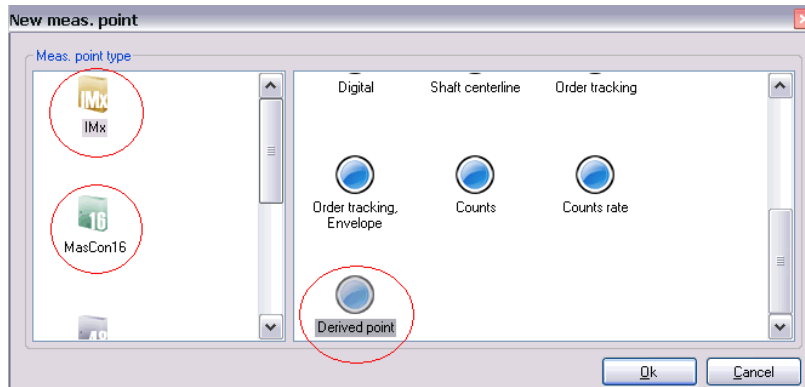 New meas. point
Meas. point type
IMx
IMx
16
MasCon16
Digital
Shaft centerline
Order tracking
Order tracking,
Envelope
Counts
Counts rate
Derived point
Ok
Cancel